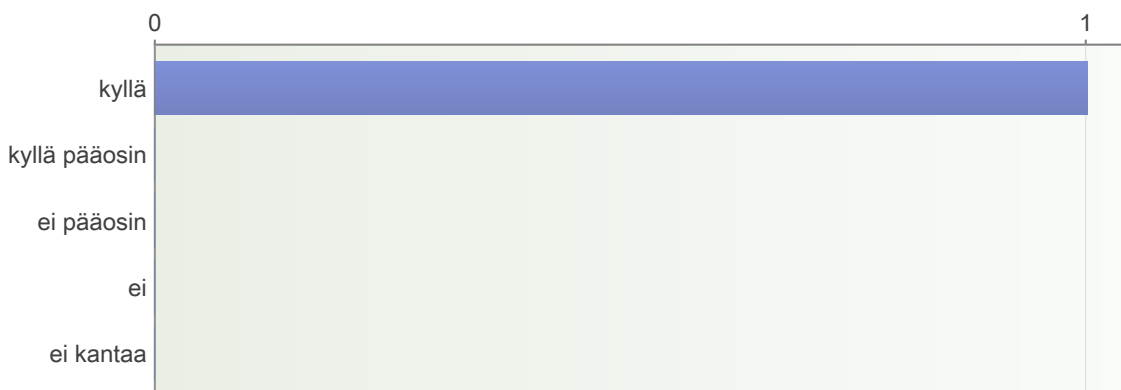 0 1
kyllä
kyllä pääosin
ei pääosin
ei
ei kantaa